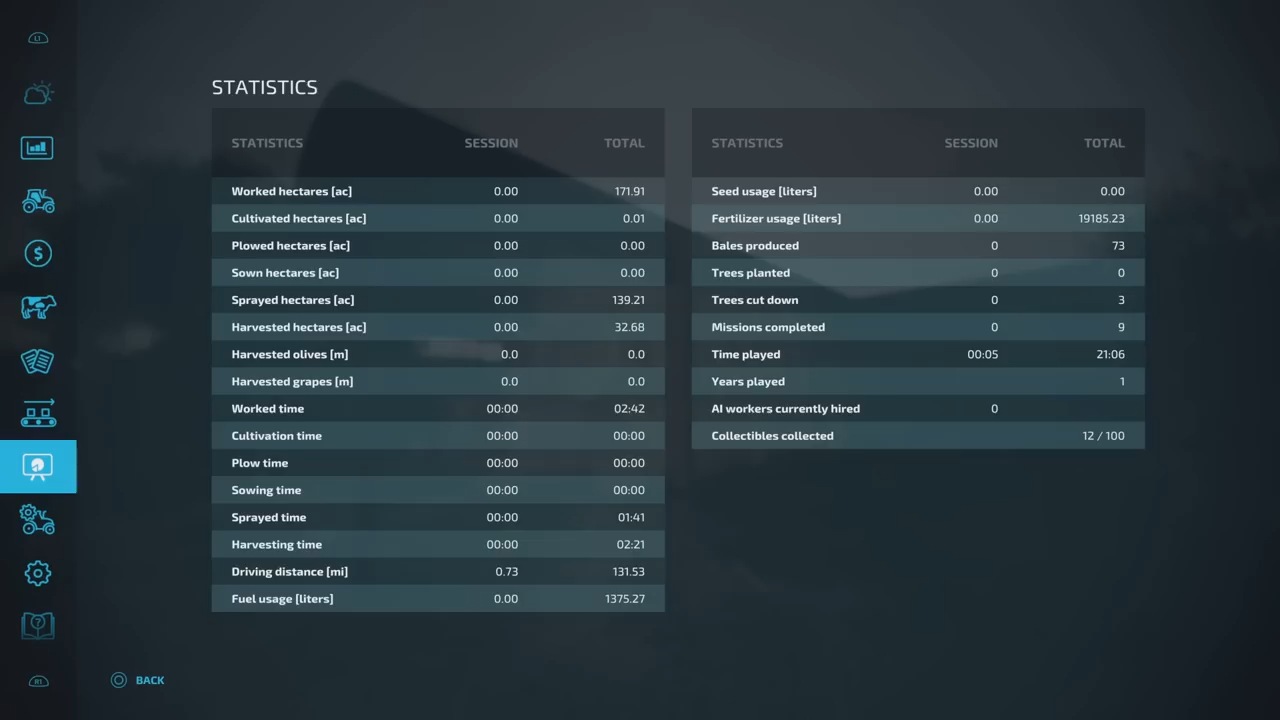 L1
STATISTICS
STATISTICS SESSION TOTAL
Worked hectares [ac] 0.00 171.91
Cultivated hectares [ac] 0.00 0.01
Plowed hectares [ac] 0.00 0.00
Sown hectares [ac] 0.00 0.00
Sprayed hectares [ac] 0.00 139.21
Harvested hectares [ac] 0.00 32.68
Harvested olives [m] 0.0 0.0
Harvested grapes [m] 0.0 0.0
Worked time 00:00 02:42
Cultivation time 00:00 00:00
Plow time 00:00 00:00
Sowing time 00:00 00:00
Sprayed time 00:00 01:41
Harvesting time 00:00 02:21
Driving distance [mi] 0.73 131.53
Fuel usage [liters] 0.00 1375.27
STATISTICS SESSION TOTAL
Seed usage [liters] 0.00 0.00
Fertilizer usage [liters] 0.00 19185.23
Bales produced 0 73
Trees planted 0 0
Trees cut down 0 3
Missions completed 0 9
Time played 00:05 21:06
Years played 1
AI workers currently hired 0
Collectibles collected 12 / 100
R1
BACK